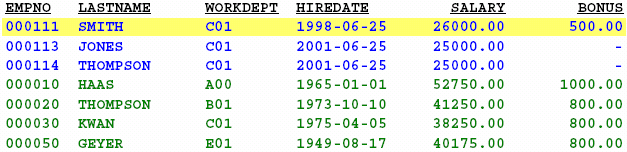 EMPNO LASTNAME WORKDEPT HIREDATE SALARY BONUS
000111 SMITH C01 1998-06-25 26000.00 500.00
000113 JONES C01 2001-06-25 25000.00 -
000114 THOMPSON C01 2001-06-25 25000.00 -
000010 HAAS A00 1965-01-01 52750.00 1000.00
000020 THOMPSON B01 1973-10-10 41250.00 800.00
000030 KWAN C01 1975-04-05 38250.00 800.00
000050 GEYER E01 1949-08-17 40175.00 800.00